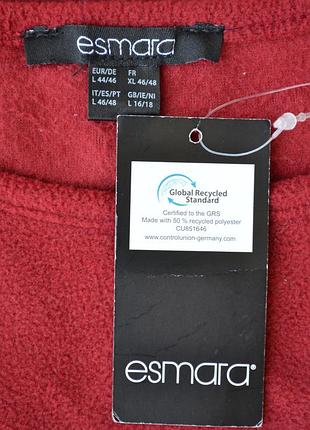 esmara
EUR/DE FR
L 44/46 XL 46/48
IT/ES/PT GB/IE/NI
L 46/48 L 16/18
Global Recycled
Standard
Certified to the GRS
Made with 50 % recycled polyester
CU851646
www.controlunion-germany.com
esmara®